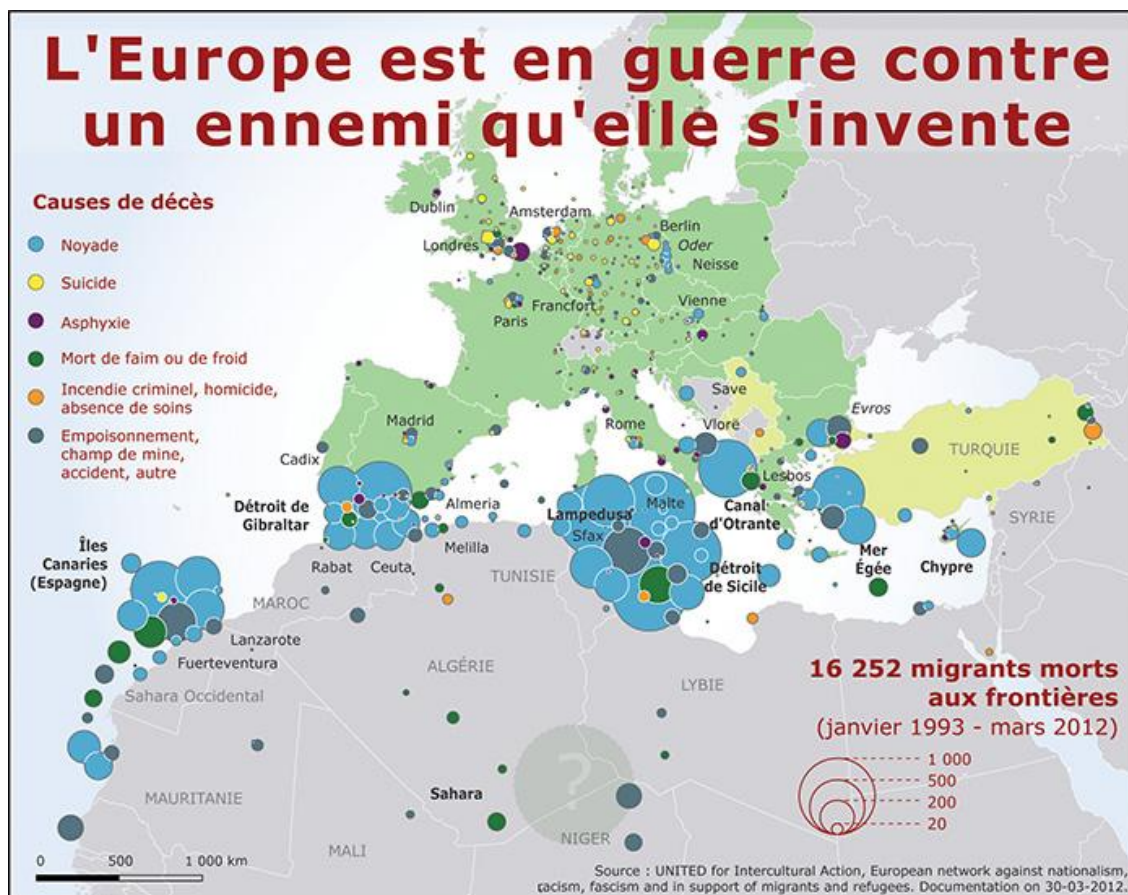 L'Europe est en guerre contre
un ennemi qu'elle s'invente
Causes de décès
Noyade
Suicide
Asphyxie
Mort de faim ou de froid
Incendie criminel, homicide,
absence de soins
Empoisonnement,
champ de mine,
accident, autre
Dublin
Amsterdam
Londres
Berlin
Oder
Neisse
Francfort
Paris
Vienne
Save
Madrid
Rome
Vlorë
Evros
TURQUIE
Cadix
Lesbos
Détroit de
Gibraltar
Almeria
Malte
Lampedusa
Canal
d'Otrante
Sfax
SYRIE
Melilla
Îles
Canaries
(Espagne)
Rabat
Ceuta
TUNISIE
Détroit
de Sicile
Mer
Égée
Chypre
MAROC
Lanzarote
Fuerteventura
ALGÉRIE
LYBIE
Sahara Occidental
16 252 migrants morts
aux frontières
(janvier 1993 - mars 2012)
1 000
500
200
20
?
Sahara
MAURITANIE
MALI
NIGER
0 500 1 000 km
Source : UNITED for Intercultural Action, European network against nationalism,
racism, fascism and in support of migrants and refugees. Documentation on 30-03-2012.